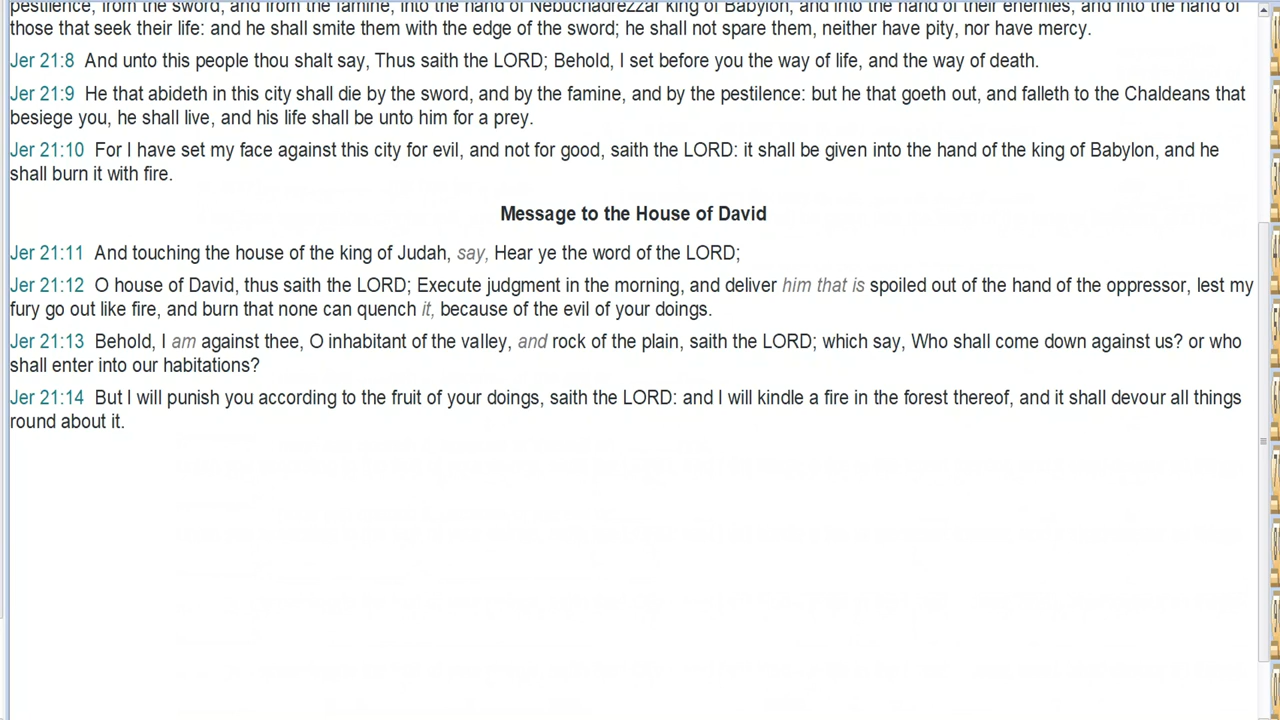 pestilence, from the sword, and from the famine, into the hand of Nebuchadrezzar king of Babylon, and into the hand of their enemies, and into the hand of
those that seek their life: and he shall smite them with the edge of the sword; he shall not spare them, neither have pity, nor have mercy.
Jer 21:8 And unto this people thou shalt say, Thus saith the LORD; Behold, I set before you the way of life, and the way of death.
Jer 21:9 He that abideth in this city shall die by the sword, and by the famine, and by the pestilence: but he that goeth out, and falleth to the Chaldeans that
besiege you, he shall live, and his life shall be unto him for a prey.
Jer 21:10 For I have set my face against this city for evil, and not for good, saith the LORD: it shall be given into the hand of the king of Babylon, and he
shall burn it with fire.
Message to the House of David
Jer 21:11 And touching the house of the king of Judah, say, Hear ye the word of the LORD;
Jer 21:12 O house of David, thus saith the LORD; Execute judgment in the morning, and deliver him that is spoiled out of the hand of the oppressor, lest my
fury go out like fire, and burn that none can quench it, because of the evil of your doings.
Jer 21:13 Behold, I am against thee, O inhabitant of the valley, and rock of the plain, saith the LORD; which say, Who shall come down against us? or who
shall enter into our habitations?
Jer 21:14 But I will punish you according to the fruit of your doings, saith the LORD: and I will kindle a fire in the forest thereof, and it shall devour all things
round about it.